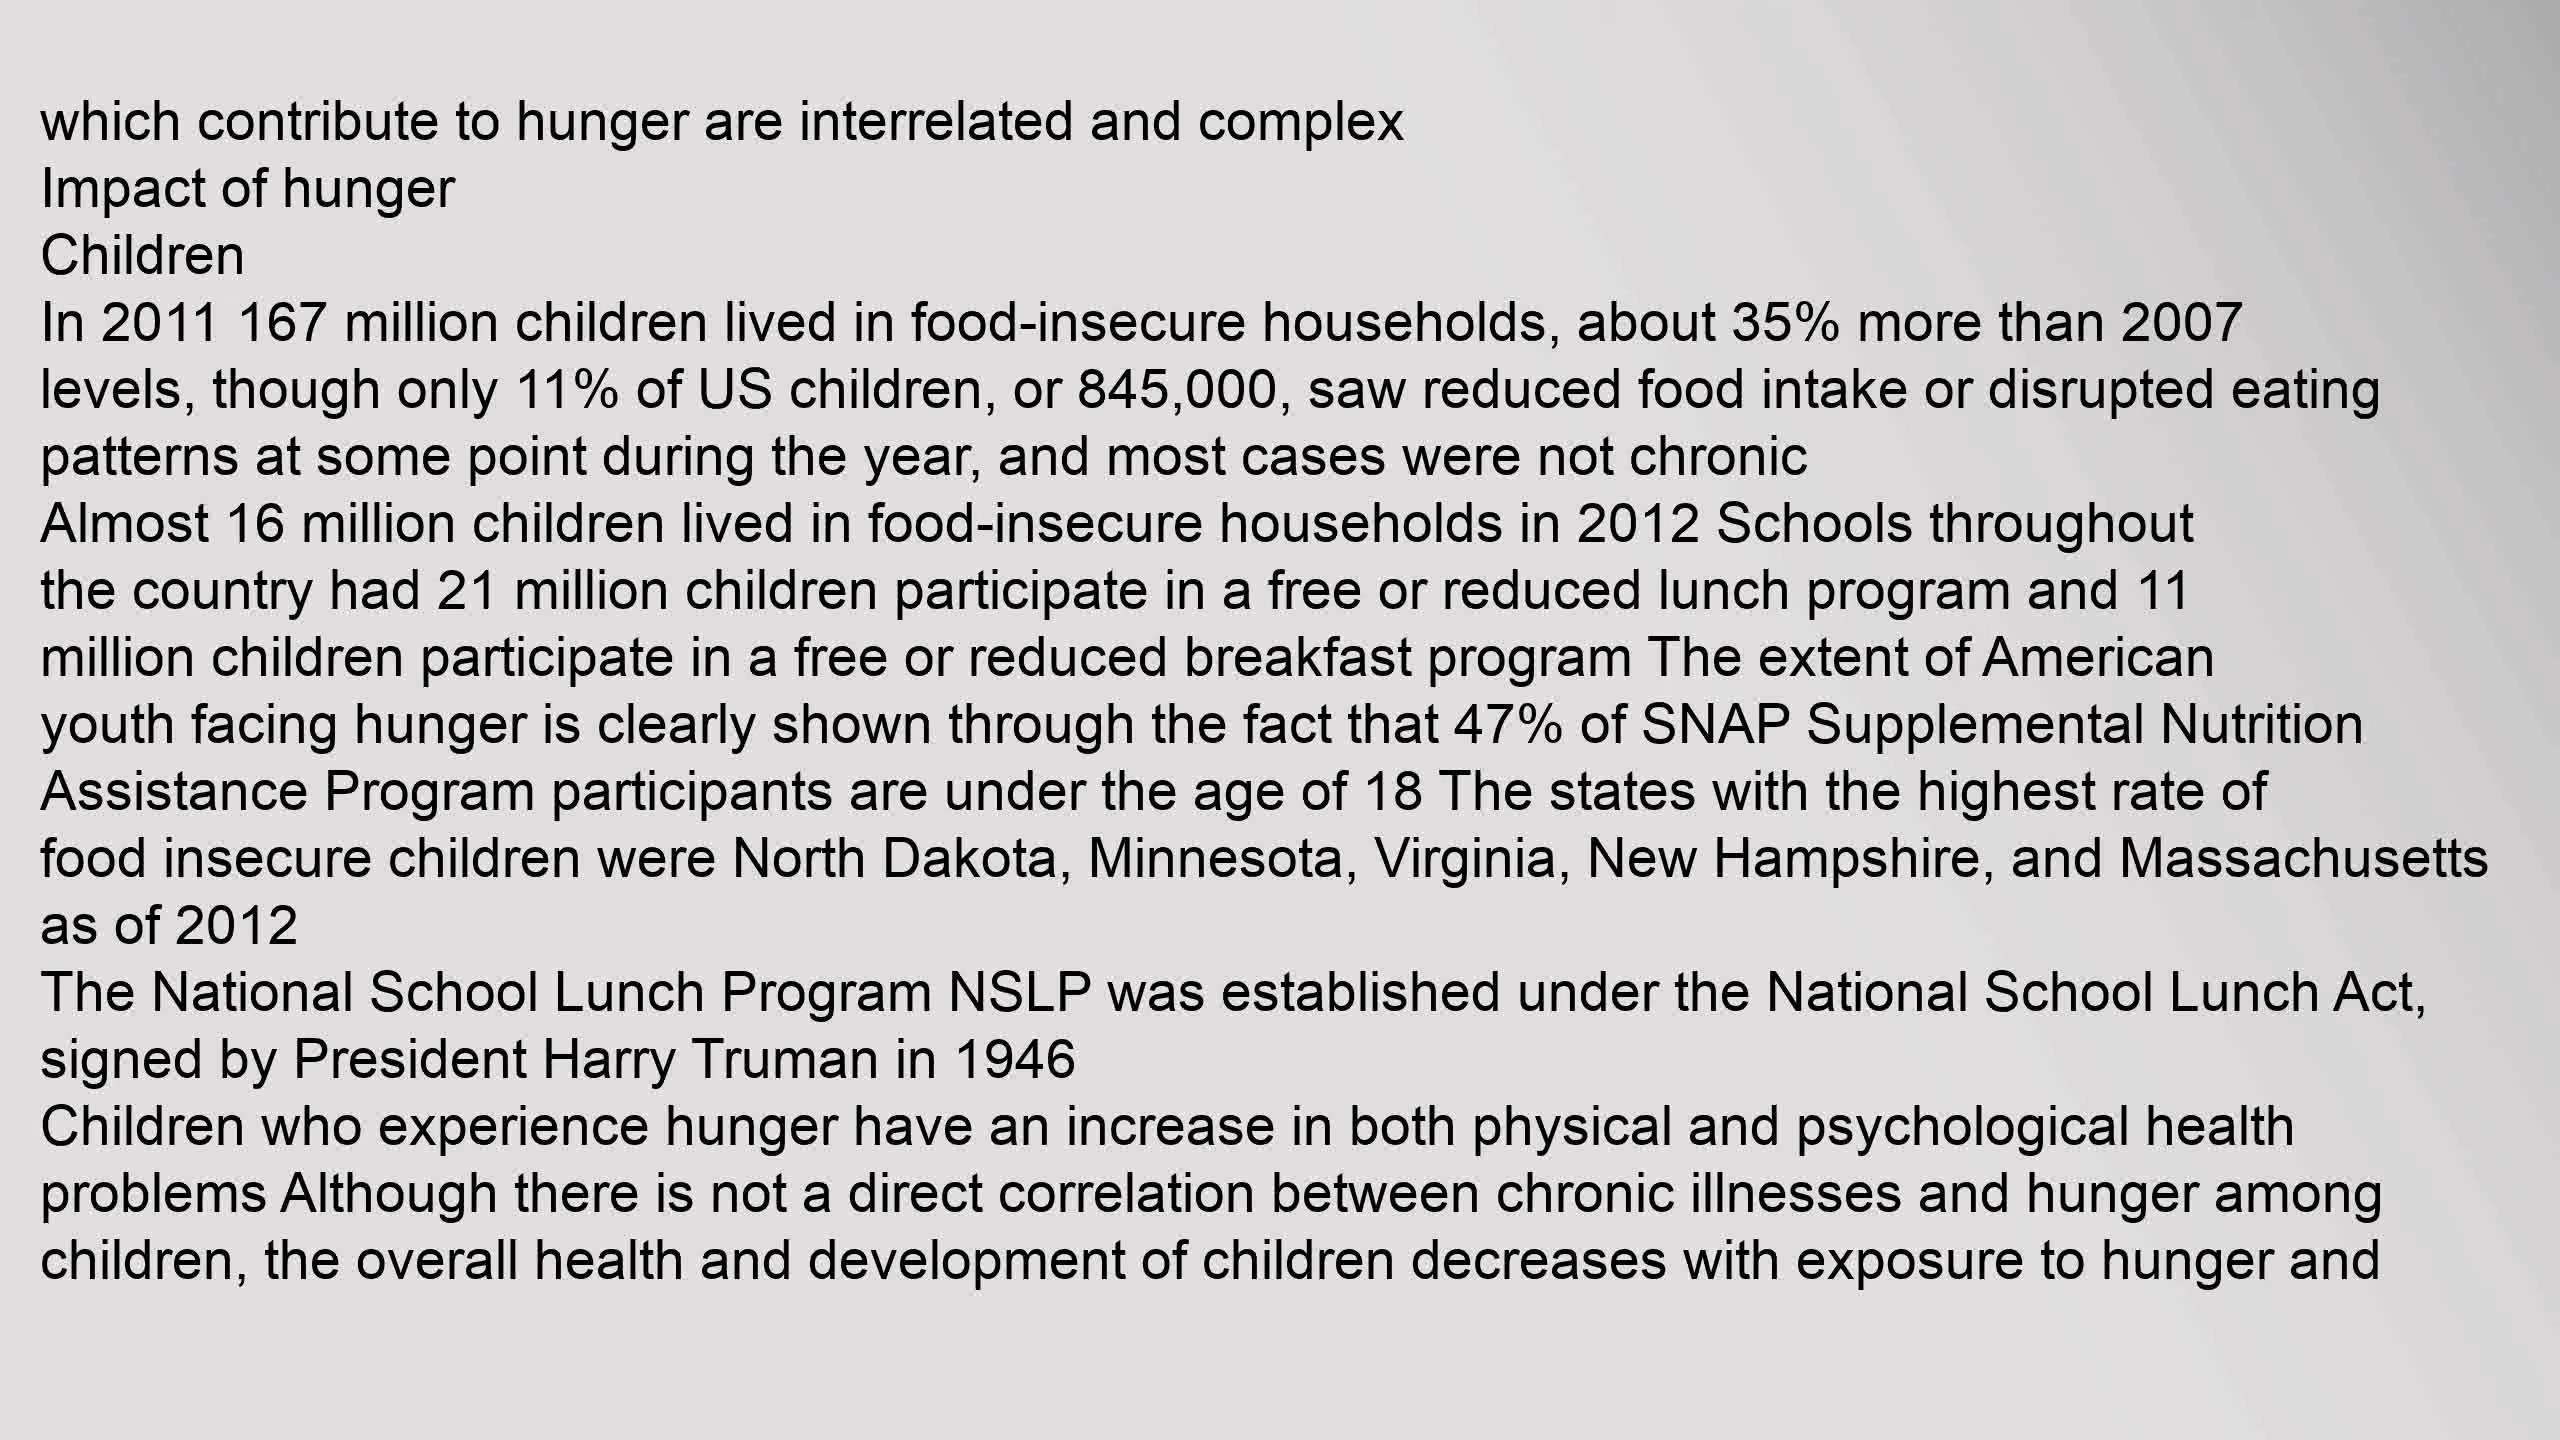 which contribute to hunger are interrelated and complex
Impact of hunger
Children
In 2011 167 million children lived in food-insecure households, about 35% more than 2007
levels, though only 11% of US children, or 845,000, saw reduced food intake or disrupted eating
patterns at some point during the year, and most cases were not chronic
Almost 16 million children lived in food-insecure households in 2012 Schools throughout
the country had 21 million children participate in a free or reduced lunch program and 11
million children participate in a free or reduced breakfast program The extent of American
youth facing hunger is clearly shown through the fact that 47% of SNAP Supplemental Nutrition
Assistance Program participants are under the age of 18 The states with the highest rate of
food insecure children were North Dakota, Minnesota, Virginia, New Hampshire, and Massachusetts
as of 2012
The National School Lunch Program NSLP was established under the National School Lunch Act,
signed by President Harry Truman in 1946
Children who experience hunger have an increase in both physical and psychological health
problems Although there is not a direct correlation between chronic illnesses and hunger among
children, the overall health and development of children decreases with exposure to hunger and